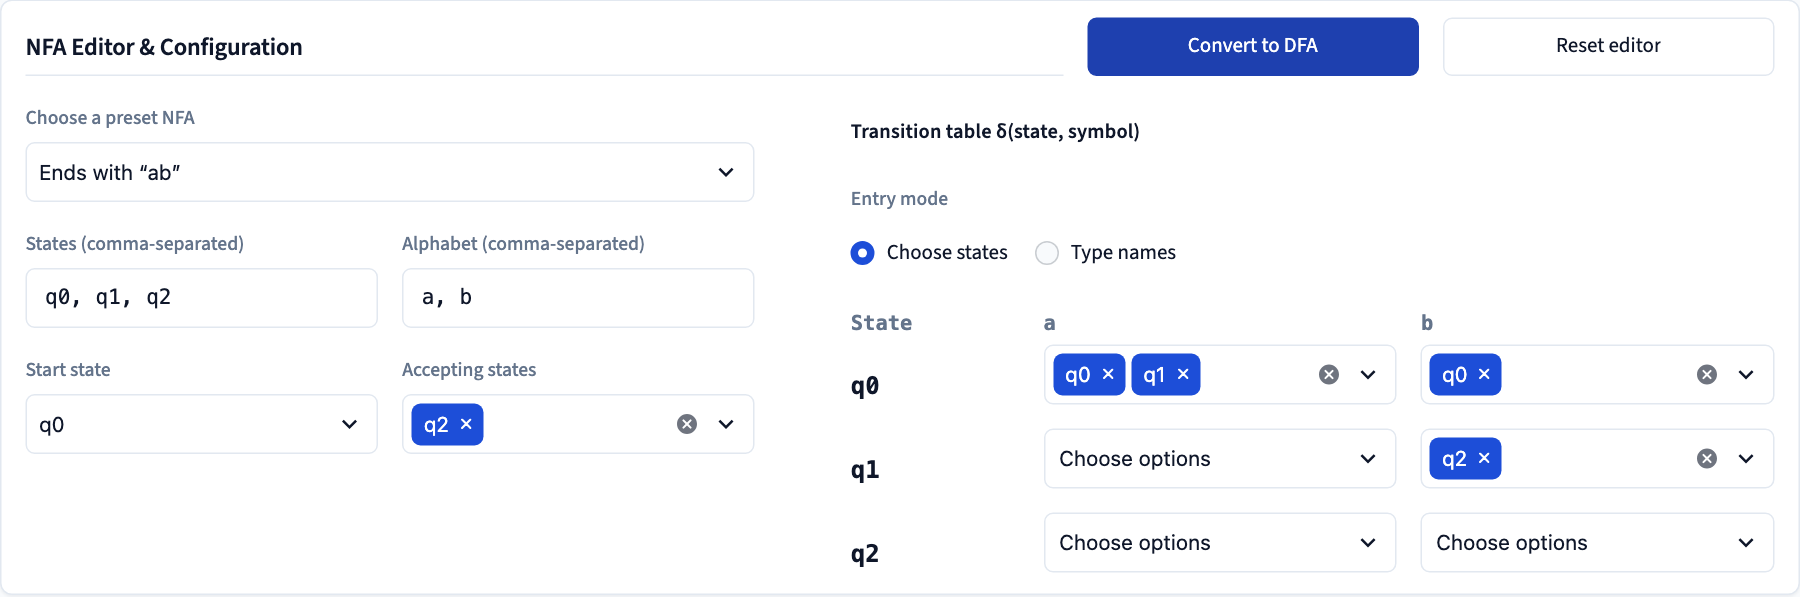 NFA Editor & Configuration
Convert to DFA
Reset editor
Choose a preset NFA
Ends with “ab”
States (comma-separated)
Alphabet (comma-separated)
q0, q1, q2
a, b
Start state
Accepting states
q0
q2 ×
Transition table δ(state, symbol)
Entry mode
Choose states
Type names
State a b
q0 q0 × q1 × q0 ×
q1 Choose options q2 ×
q2 Choose options Choose options